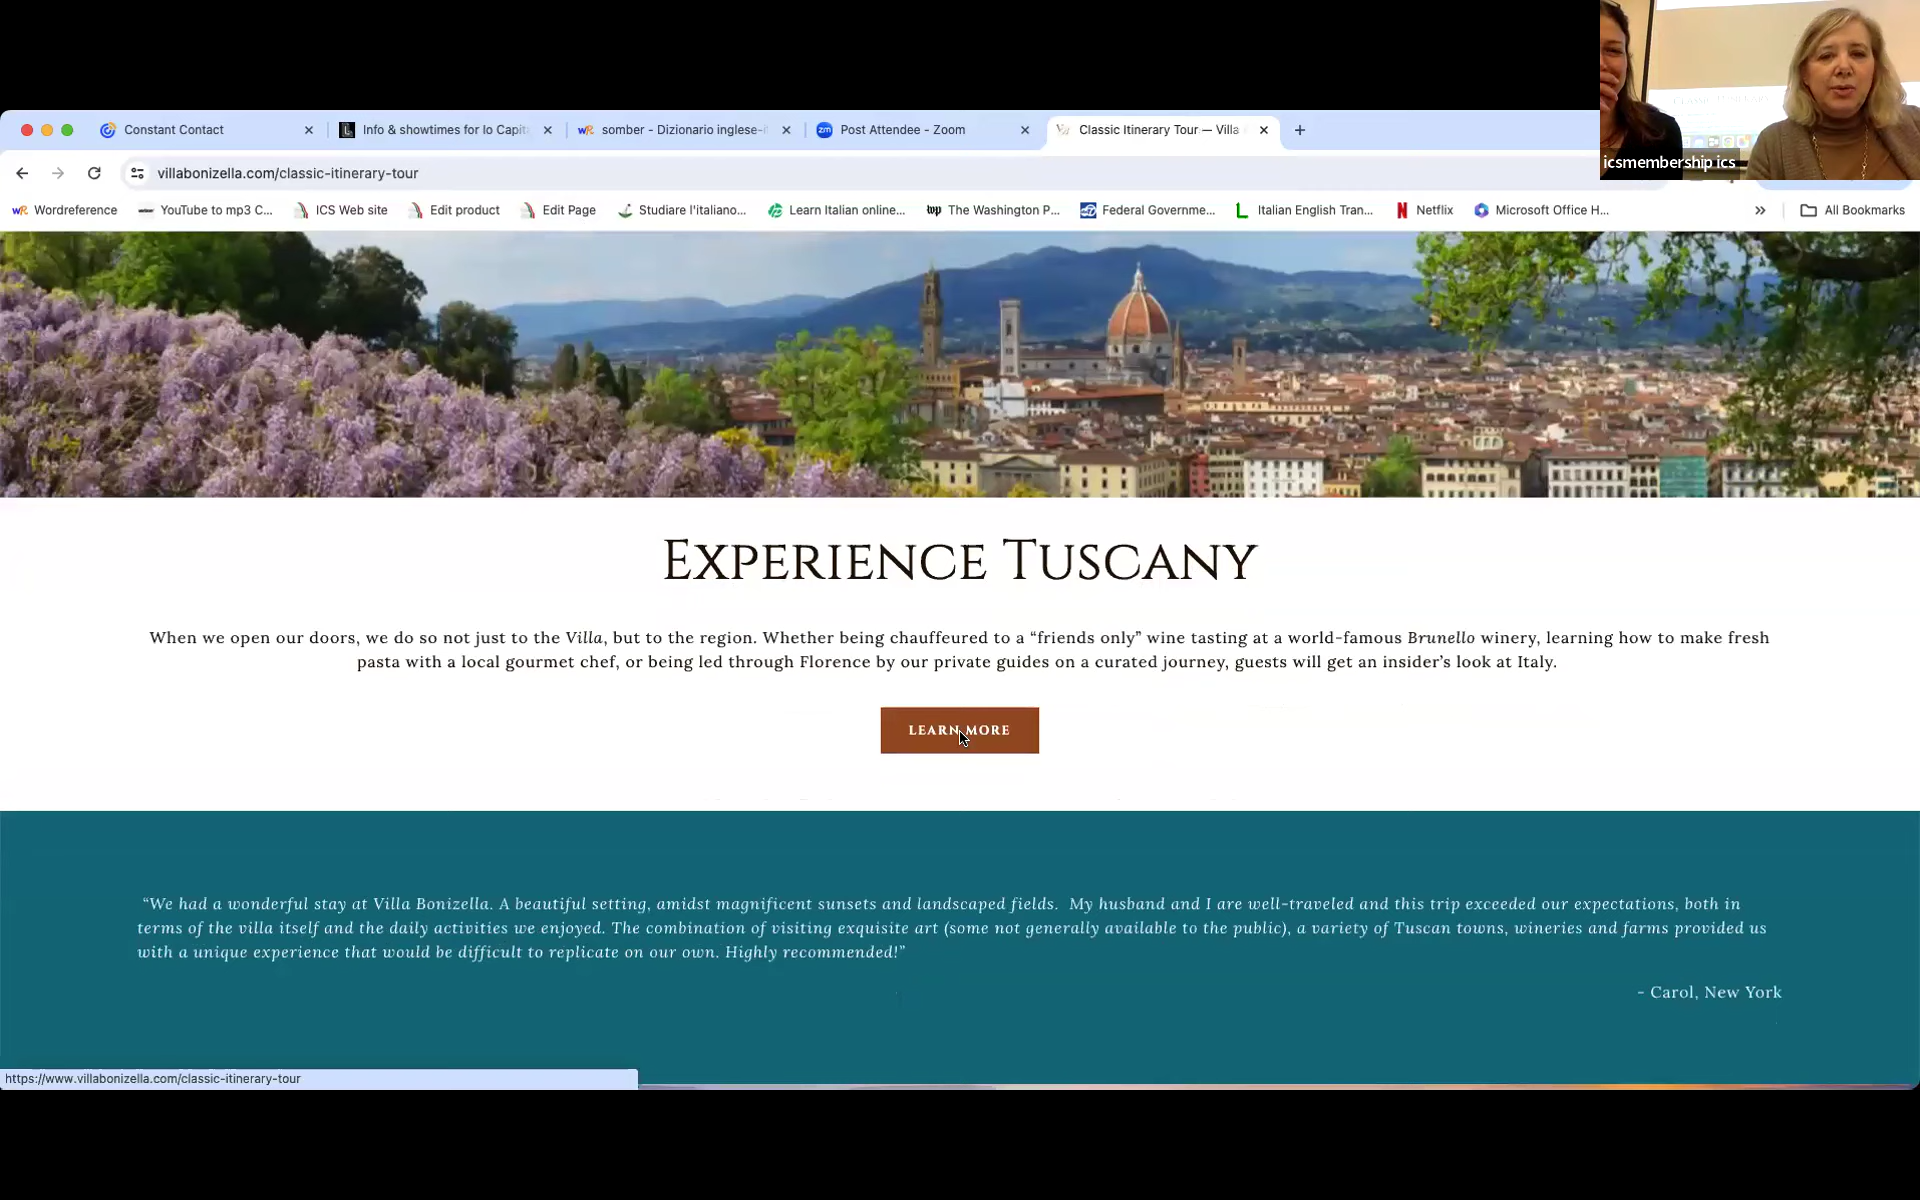 Constant Contact
Info & showtimes for Io Capit
somber - Dizionario inglese-i
Post Attendee - Zoom
Classic Itinerary Tour — Villa
icsmembership ics
villabonizella.com/classic-itinerary-tour
Wordreference
YouTube to mp3 C...
ICS Web site
Edit product
Edit Page
Studiare l'italiano...
Learn Italian online...
The Washington P...
Federal Governme...
Italian English Tran...
Netflix
Microsoft Office H...
All Bookmarks
EXPERIENCE TUSCANY
When we open our doors, we do so not just to the Villa, but to the region. Whether being chauffeured to a “friends only” wine tasting at a world-famous Brunello winery, learning how to make fresh
pasta with a local gourmet chef, or being led through Florence by our private guides on a curated journey, guests will get an insider’s look at Italy.
LEARN MORE
“We had a wonderful stay at Villa Bonizella. A beautiful setting, amidst magnificent sunsets and landscaped fields.  My husband and I are well-traveled and this trip exceeded our expectations, both in
terms of the villa itself and the daily activities we enjoyed. The combination of visiting exquisite art (some not generally available to the public), a variety of Tuscan towns, wineries and farms provided us
with a unique experience that would be difficult to replicate on our own. Highly recommended!”
- Carol, New York
https://www.villabonizella.com/classic-itinerary-tour